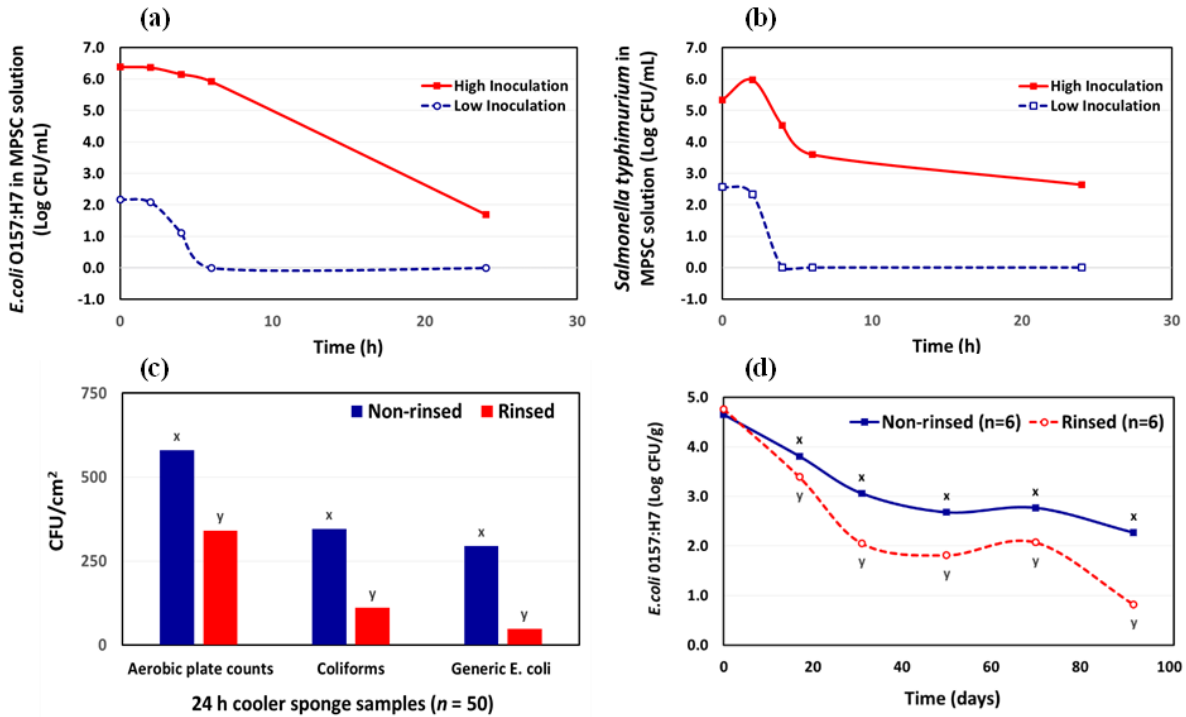 (a)
E.coli O157:H7 in MPSC solution
(Log CFU/mL)
7.0
6.0
5.0
4.0
3.0
2.0
1.0
0.0
-1.0
High Inoculation
Low Inoculation
0
10
20
30
Time (h)
(b)
Salmonella typhimurium in
MPSC solution (Log CFU/mL)
7.0
6.0
5.0
4.0
3.0
2.0
1.0
0.0
-1.0
High Inoculation
Low Inoculation
0
10
20
30
Time (h)
(c)
CFU/cm²
750
500
250
0
Non-rinsed
Rinsed
x
y
x
y
x
y
Aerobic plate counts
Coliforms
Generic E. coli
24 h cooler sponge samples (n = 50)
(d)
E.coli 0157:H7 (Log CFU/g)
5.0
4.0
3.0
2.0
1.0
0.0
Non-rinsed (n=6)
Rinsed (n=6)
x
x
x
x
x
y
y
y
y
y
0
20
40
60
80
100
Time (days)